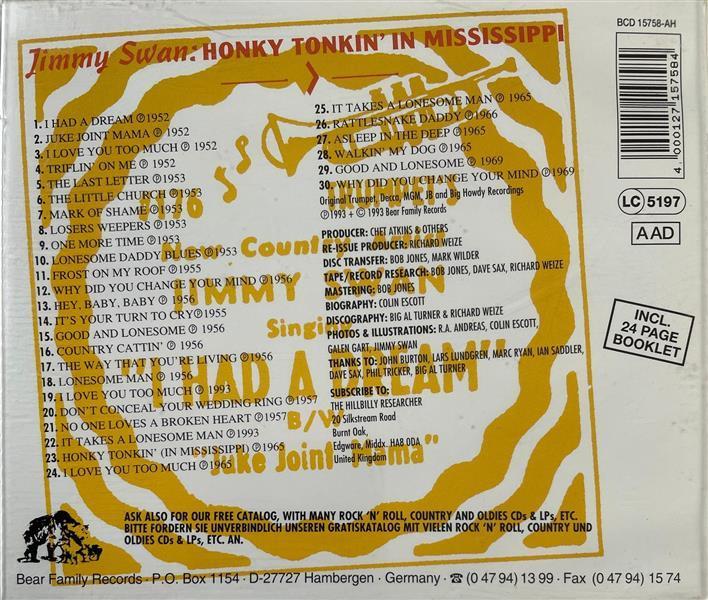 BCD 15758-AH
Jimmy Swan: HONKY TONKIN' IN MISSISSIPPI
1. I HAD A DREAM ℗1952
2. JUKE JOINT MAMA ℗ 1952
3. I LOVE YOU TOO MUCH ℗ 1952
4. TRIFLIN' ON ME ℗ 1952
5. THE LAST LETTER ℗1953
6. THE LITTLE CHURCH ℗1953
7. MARK OF SHAME ℗1953
8. LOSERS WEEPERS ℗1953
9. ONE MORE TIME ℗ 1953
10. LONESOME DADDY BLUES ℗1953
11. FROST ON MY ROOF ℗1955
12. WHY DID YOU CHANGE YOUR MIND ℗1956
13. HEY, BABY, BABY ℗ 1956
14. IT'S YOUR TURN TO CRY℗1955
15. GOOD AND LONESOME ℗ 1956
16. COUNTRY CATTIN' ℗ 1956
17. THE WAY THAT YOU'RE LIVING ℗1956
18. LONESOME MAN ℗ 1956
19. I LOVE YOU TOO MUCH ℗ 1993
20. DON'T CONCEAL YOUR WEDDING RING ℗1957
21. NO ONE LOVES A BROKEN HEART ℗1957
22. IT TAKES A LONESOME MAN ℗1993
23. HONKY TONKIN' (IN MISSISSIPPI) ℗1965
24. I LOVE YOU TOO MUCH ℗1965
25. IT TAKES A LONESOME MAN ℗ 1965
26. RATTLESNAKE DADDY ℗1966
27. ASLEEP IN THE DEEP ℗1965
28. WALKIN' MY DOG ℗1965
29. GOOD AND LONESOME ℗ 1969
30. WHY DID YOU CHANGE YOUR MIND ℗1969
Original Trumpet, Decca, MGM, JB and Big Howdy Recordings
℗1993 + © 1993 Bear Family Records
PRODUCER: CHET ATKINS & OTHERS
RE-ISSUE PRODUCER: RICHARD WEIZE
DISC TRANSFER: BOB JONES, MARK WILDER
TAPE/RECORD RESEARCH: BOB JONES, DAVE SAX, RICHARD WEIZE
MASTERING: BOB JONES
BIOGRAPHY: COLIN ESCOTT
DISCOGRAPHY: BIG AL TURNER & RICHARD WEIZE
PHOTOS & ILLUSTRATIONS: R.A. ANDREAS, COLIN ESCOTT,
GALEN GART, JIMMY SWAN
THANKS TO: JOHN BURTON, LARS LUNDGREN, MARC RYAN, IAN SADDLER,
DAVE SAX, PHIL TRICKER, BIG AL TURNER
SUBSCRIBE TO:
THE HILLBILLY RESEARCHER
20 Silkstream Road
Burnt Oak,
Edgware, Middx. HA8 0DA
United Kingdom
New Country
JIMMY SWAN
Singing
"I HAD A DREAM"
B/W
"Juke Joint Mama"
4 000127 157584
LC 5197
AAD
INCL.
24 PAGE
BOOKLET
ASK ALSO FOR OUR FREE CATALOG, WITH MANY ROCK 'N' ROLL, COUNTRY AND OLDIES CDs & LPs, ETC.
BITTE FORDERN SIE UNVERBINDLICH UNSEREN GRATISKATALOG MIT VIELEN ROCK 'N' ROLL, COUNTRY UND
OLDIES CDs & LPs, ETC. AN.
Bear Family Records · P.O. Box 1154 · D-27727 Hambergen · Germany · ☎ (0 47 94) 13 99 · Fax (0 47 94) 15 74